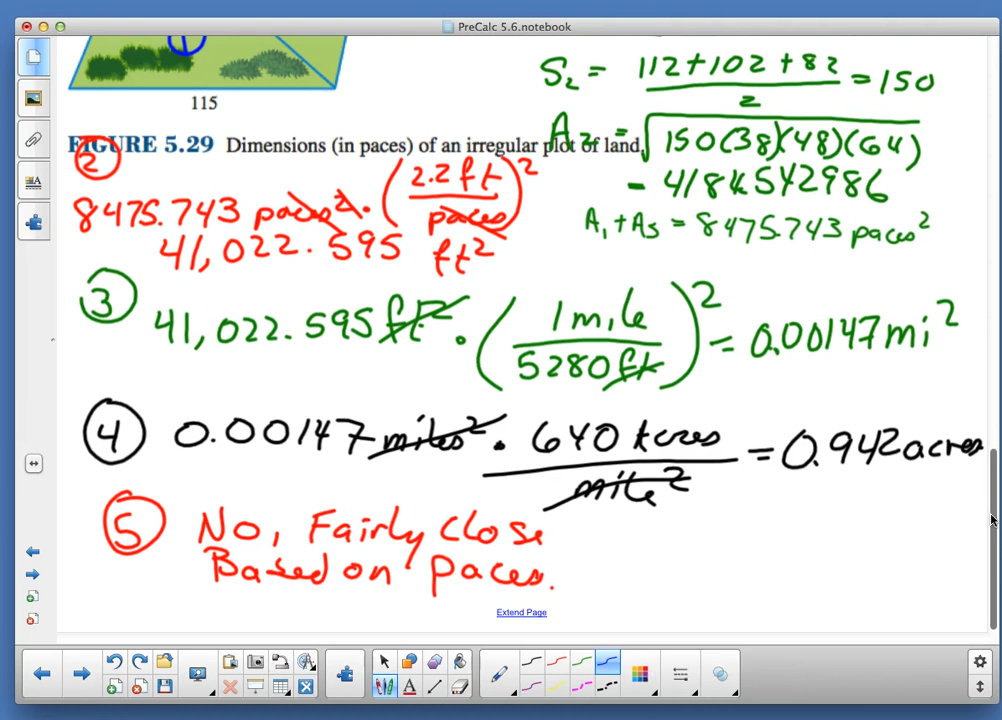 PreCalc 5.6.notebook
115
FIGURE 5.29 Dimensions (in paces) of an irregular plot of land.
S₂ = 112+102+82 / 2 = 150
A₂ = √150(38)(48)(64)
= 4184.542986
A₁ + A₂ = 8475.743 paces²
②
8475.743 paces² · (2.2 ft / paces)²
41,022.595 ft²
③ 41,022.595 ft² · (1 mile / 5280 ft)² = 0.00147 mi²
④ 0.00147 miles² · 640 acres / mile² = 0.942 acres
⑤ No, Fairly Close
Based on Paces.
Extend Page